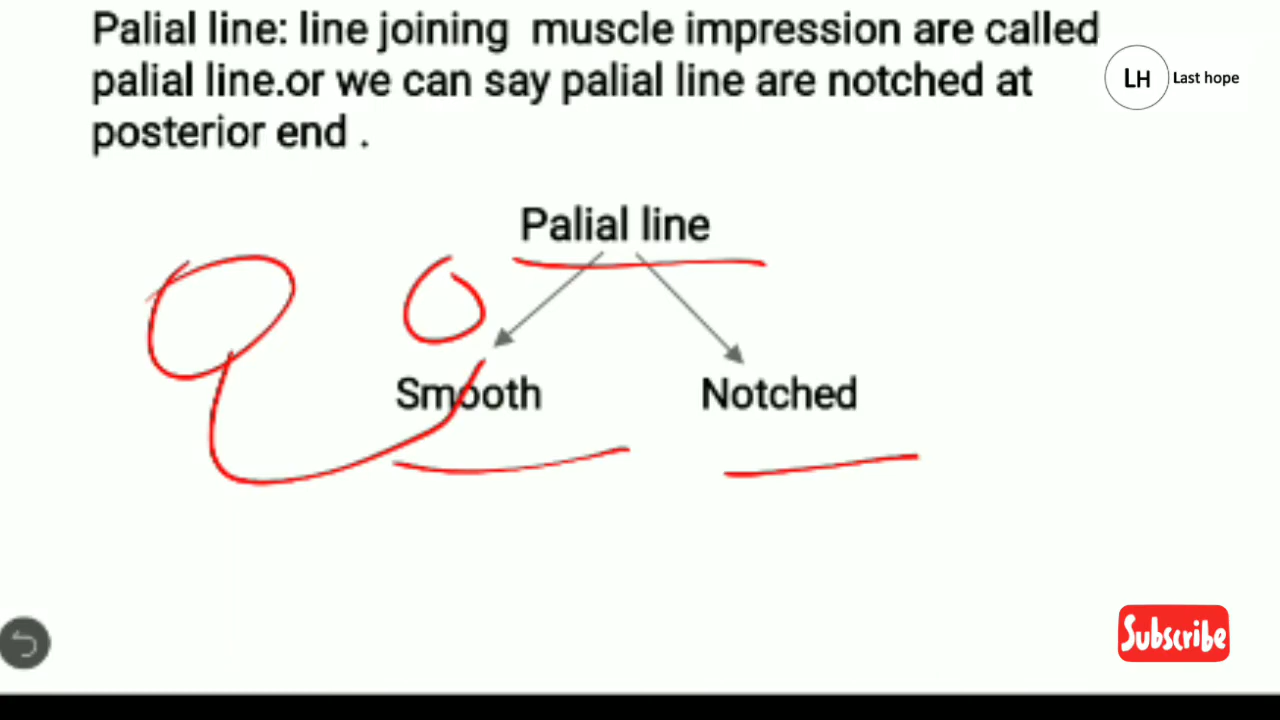 Palial line: line joining muscle impression are called
palial line.or we can say palial line are notched at
posterior end .
LH Last hope
Palial line
Smooth Notched
Subscribe